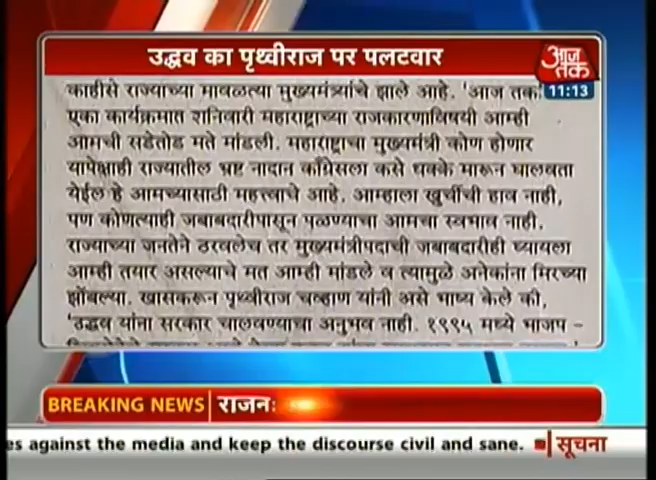 उद्धव का पृथ्वीराज पर पलटवार
आज तक
11:13
काहीसे राज्याच्या मावळत्या मुख्यमंत्र्यांचे झाले आहे. 'आज तक'
एका कार्यक्रमात शनिवारी महाराष्ट्राच्या राजकारणाविषयी आम्ही
आमची सडेतोड मते मांडली. महाराष्ट्राचा मुख्यमंत्री कोण होणार
यापेक्षाही राज्यातील भ्रष्ट नादान काँग्रेसला कसे धक्के मारून घालवता
येईल हे आमच्यासाठी महत्त्वाचे आहे. आम्हाला खुर्चीची हाव नाही,
पण कोणत्याही जबाबदारीपासून पळण्याचा आमचा स्वभाव नाही.
राज्याच्या जनतेने ठरवलेच तर मुख्यमंत्रीपदाची जबाबदारीही घ्यायला
आम्ही तयार असल्याचे मत आम्ही मांडले व त्यामुळे अनेकांना मिरच्या
झोंबल्या. खासकरून पृथ्वीराज चव्हाण यांनी असे भाष्य केले की,
'उद्धव यांना सरकार चालवण्याचा अनुभव नाही. १९९५ मध्ये भाजप -
BREAKING NEWS राजन:
es against the media and keep the discourse civil and sane. सूचना